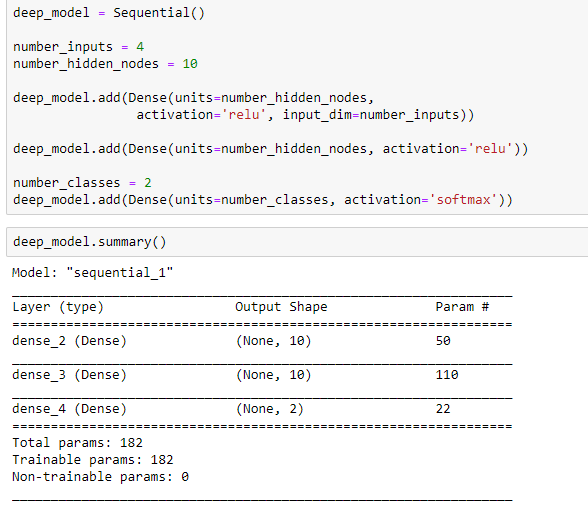 deep_model = Sequential()
number_inputs = 4
number_hidden_nodes = 10
deep_model.add(Dense(units=number_hidden_nodes,
activation='relu', input_dim=number_inputs))
deep_model.add(Dense(units=number_hidden_nodes, activation='relu'))
number_classes = 2
deep_model.add(Dense(units=number_classes, activation='softmax'))
deep_model.summary()
Model: "sequential_1"
_________________________________________________________________
Layer (type)                 Output Shape              Param #
=================================================================
dense_2 (Dense)              (None, 10)                50
_________________________________________________________________
dense_3 (Dense)              (None, 10)                110
_________________________________________________________________
dense_4 (Dense)              (None, 2)                 22
=================================================================
Total params: 182
Trainable params: 182
Non-trainable params: 0
_________________________________________________________________